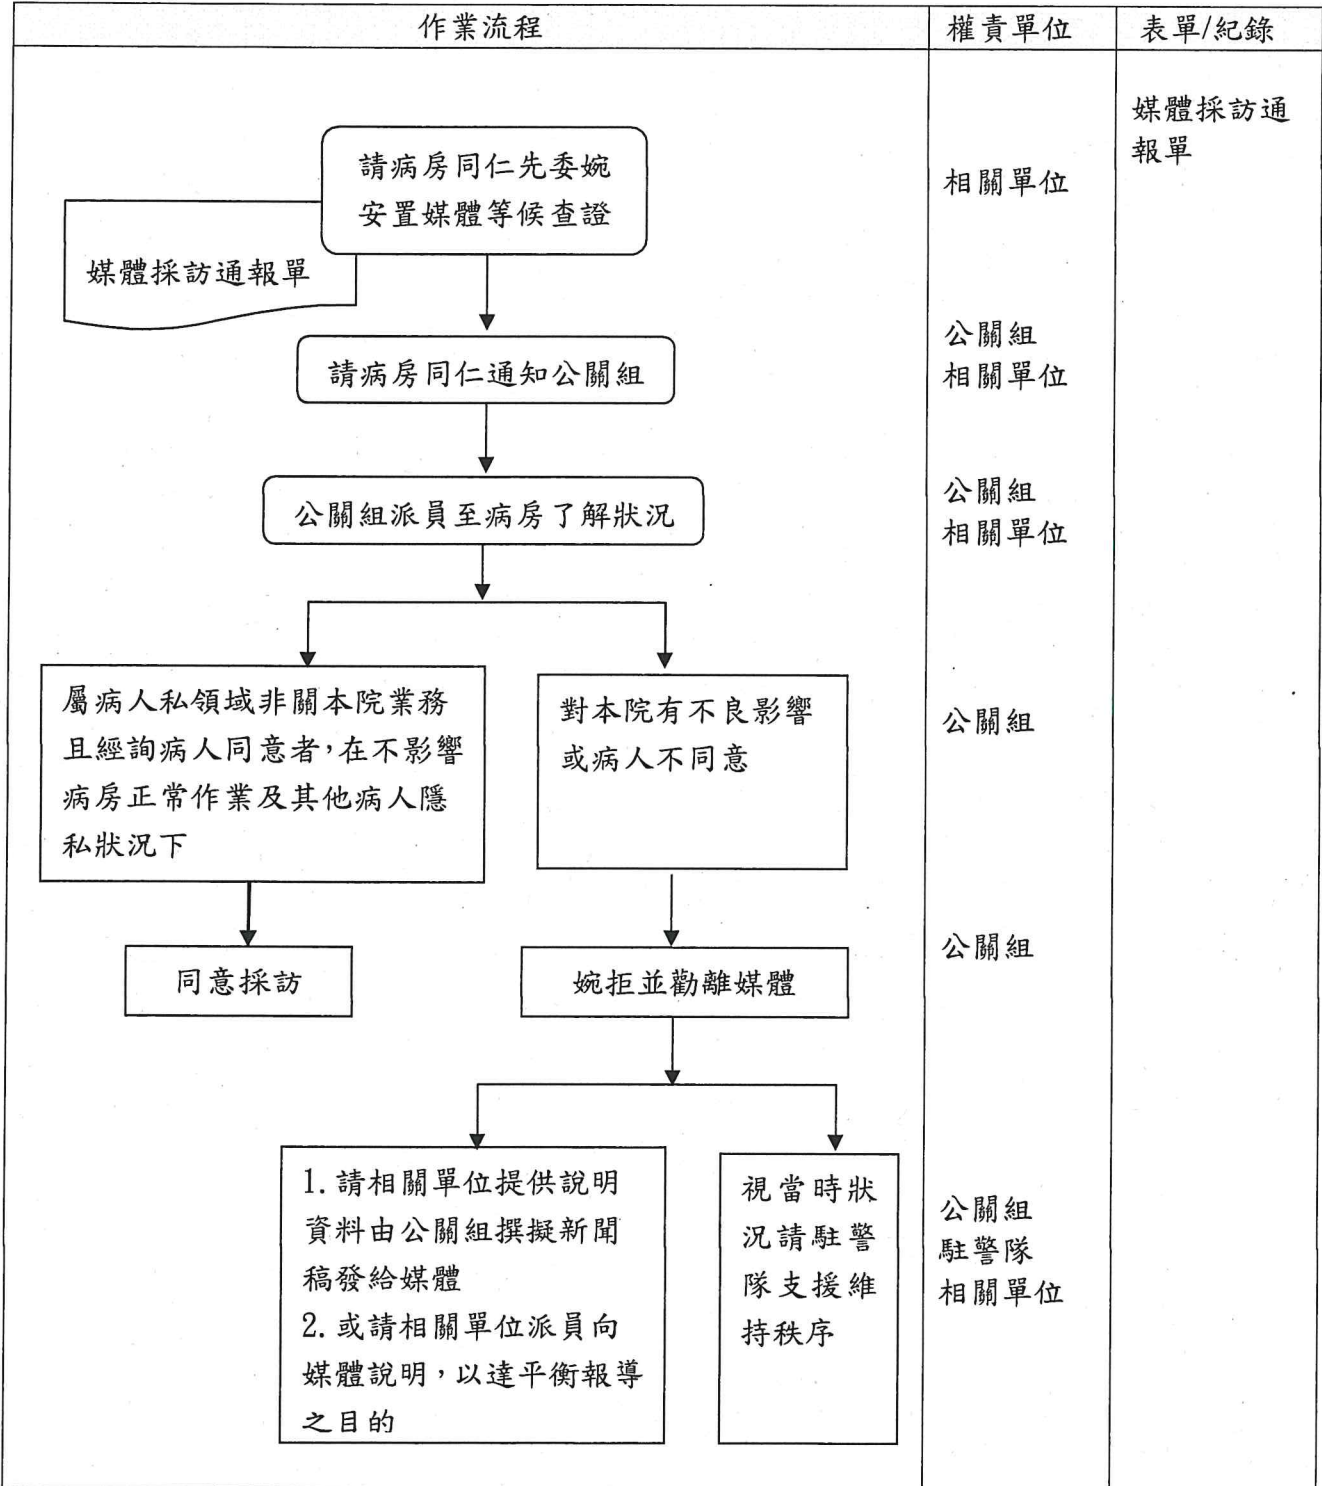 作業流程
權責單位
表單/紀錄
媒體採訪通
報單
請病房同仁先委婉
安置媒體等候查證
相關單位
媒體採訪通報單
請病房同仁通知公關組
公關組
相關單位
公關組派員至病房了解狀況
公關組
相關單位
屬病人私領域非關本院業務
且經詢病人同意者，在不影響
病房正常作業及其他病人隱
私狀況下
對本院有不良影響
或病人不同意
公關組
同意採訪
婉拒並勸離媒體
公關組
1. 請相關單位提供說明
資料由公關組撰擬新聞
稿發給媒體
2. 或請相關單位派員向
媒體說明，以達平衡報導
之目的
視當時狀
況請駐警
隊支援維
持秩序
公關組
駐警隊
相關單位